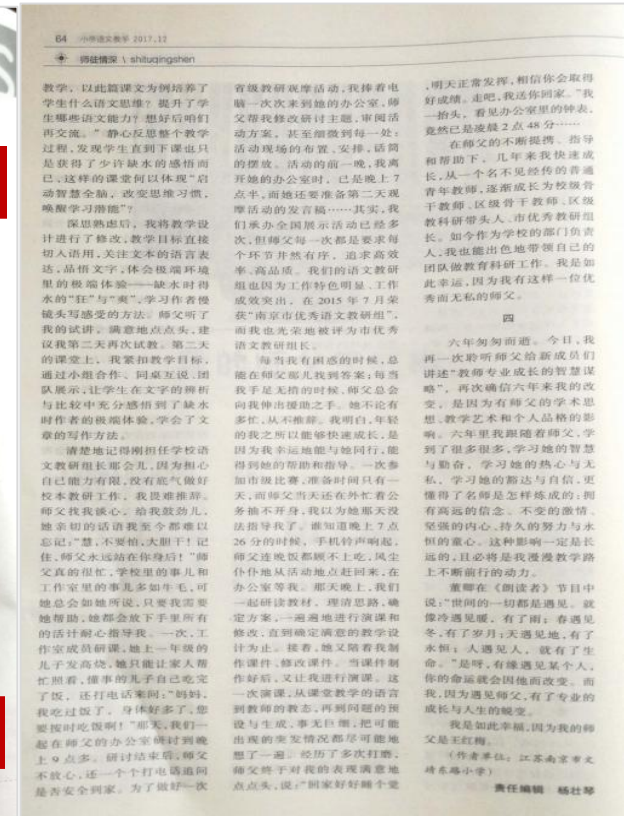 64 小学语文教学 2017.12
师徒情深 \ shituqingshen
教学，以此篇课文为例培养了
学生什么语文思维？提升了学
生哪些语文能力？想好后咱们
再交流。”静心反思整个教学
过程，发现学生直到下课也只
是获得了少许缺水的感悟而
已，这样的课堂何以体现“启
动智慧全脑，改变思维习惯，
唤醒学习潜能”？
深思熟虑后，我将教学设
计进行了修改，教学目标直接
切入语用，关注文本的语言表
达，品悟文字，体会极端环境
里的极端体验——缺水时得
水的“狂”与“爽”，学习作者慢
镜头写感受的方法。师父听了
我的试讲，满意地点点头，建
议我第二天再次试教。第二天
的课堂上，我紧扣教学目标，
通过小组合作、同桌互说、团
队展示，让学生在文字的辨析
与比较中充分感悟到了缺水
时作者的极端体验，学会了文
章的写作方法。
清楚地记得刚担任学校语
文教研组长那会儿，因为担心
自己能力有限，没有底气做好
校本教研工作，我畏难推辞。
师父找我谈心，给我鼓劲儿，
她亲切的话语我至今都难以
忘记：“慧，不要怕，大胆干！记
住，师父永远站在你身后！”师
父真的很忙，学校里的事儿和
工作室里的事儿多如牛毛，可
她总会如她所说，只要我需要
她帮助，她都会放下手里所有
的活计耐心指导我。一次，工
作室成员研课，她上一年级的
儿子发高烧，她只能让家人帮
忙照看，懂事的儿子自己吃完
了饭，还打电话来问：“妈妈，
我吃过饭了，身体好多了，您
要按时吃饭啊！”那天，我们一
起在师父的办公室研讨到晚
上9点多。研讨结束后，师父
不放心，还一个个打电话追问
是否安全到家。为了做好一次
省级教研观摩活动，我捧着电
脑一次次来到她的办公室，师
父帮我修改研讨主题，审阅活
动方案，甚至细微到每一处：
活动现场的布置、安排，话筒
的摆放。活动的前一晚，我离
开她的办公室时，已是晚上7
点半，而她还要准备第二天观
摩活动的发言稿……其实，我
们承办全国展示活动已经多
次，但师父每一次都是要求每
个环节井然有序，追求高效
率、高品质。我们的语文教研
组也因为工作特色明显、工作
成效突出，在2015年7月荣
获“南京市优秀语文教研组”，
而我也光荣地被评为市优秀
语文教研组长。
每当我有困惑的时候，总
能在师父那儿找到答案；每当
我手足无措的时候，师父总会
向我伸出援助之手。她不论有
多忙，从不推辞。我明白，年轻
的我之所以能够快速成长，是
因为我幸运地能与她同行，能
得到她的帮助和指导。一次参
加市级比赛，准备时间只有一
天，而师父当天还在外忙着公
务抽不开身，我以为她那天没
法指导我了。谁知道晚上7点
26分的时候，手机铃声响起，
师父连晚饭都顾不上吃，风尘
仆仆地从活动地点赶回来，在
办公室等我。那天晚上，我们
一起研读教材，理清思路，确
定方案，一遍遍地进行演课和
修改，直到确定满意的教学设
计为止。接着，她又陪着我制
作课件、修改课件。当课件制
作好后，又让我进行演课。这
一次演课，从课堂教学的语言
到教师的教态，再到问题的预
设与生成，事无巨细，把可能
出现的突发情况都尽可能地
想了一遍。经历了多次打磨，
师父终于对我的表现满意地
点点头，说：“回家好好睡个觉
，明天正常发挥，相信你会取得
好成绩。走吧，我送你回家。”我
一抬头，看见办公室里的钟表，
竟然已是凌晨2点48分……
在师父的不断提携、指导
和帮助下，几年来我快速成
长，从一个名不见经传的普通
青年教师，逐渐成长为校级骨
干教师、区级骨干教师、区级
教科研带头人、市优秀教研组
长。如今作为学校的部门负责
人，我也能出色地带领自己的
团队做教育科研工作。我是如
此幸运，因为我有这样一位优
秀而无私的师父。
四
六年匆匆而逝。今日，我
再一次聆听师父给新成员们
讲述“教师专业成长的智慧谋
略”，再次确信六年来我的改
变，是因为有师父的学术思
想、教学艺术和个人品格的影
响。六年里我跟随着师父，学
到了很多很多，学习她的智慧
与勤奋，学习她的热心与无
私，学习她的豁达与自信，更
懂得了名师是怎样炼成的：拥
有高远的信念、不变的激情、
坚强的内心、持久的努力与永
恒的童心。这种影响一定是长
远的，且必将是我漫漫教学路
上不断前行的动力。
董卿在《朗读者》节目中
说：“世间的一切都是遇见。就
像冷遇见暖，有了雨；春遇见
冬，有了岁月；天遇见地，有了
永恒；人遇见人，就有了生
命。”是呀，有缘遇见某个人，
你的命运就会因他而改变。而
我，因为遇见师父，有了专业的
成长与人生的蜕变。
我是如此幸福，因为我的师
父是王红梅。
（作者单位：江苏南京市文
靖东路小学）
责任编辑 杨壮琴